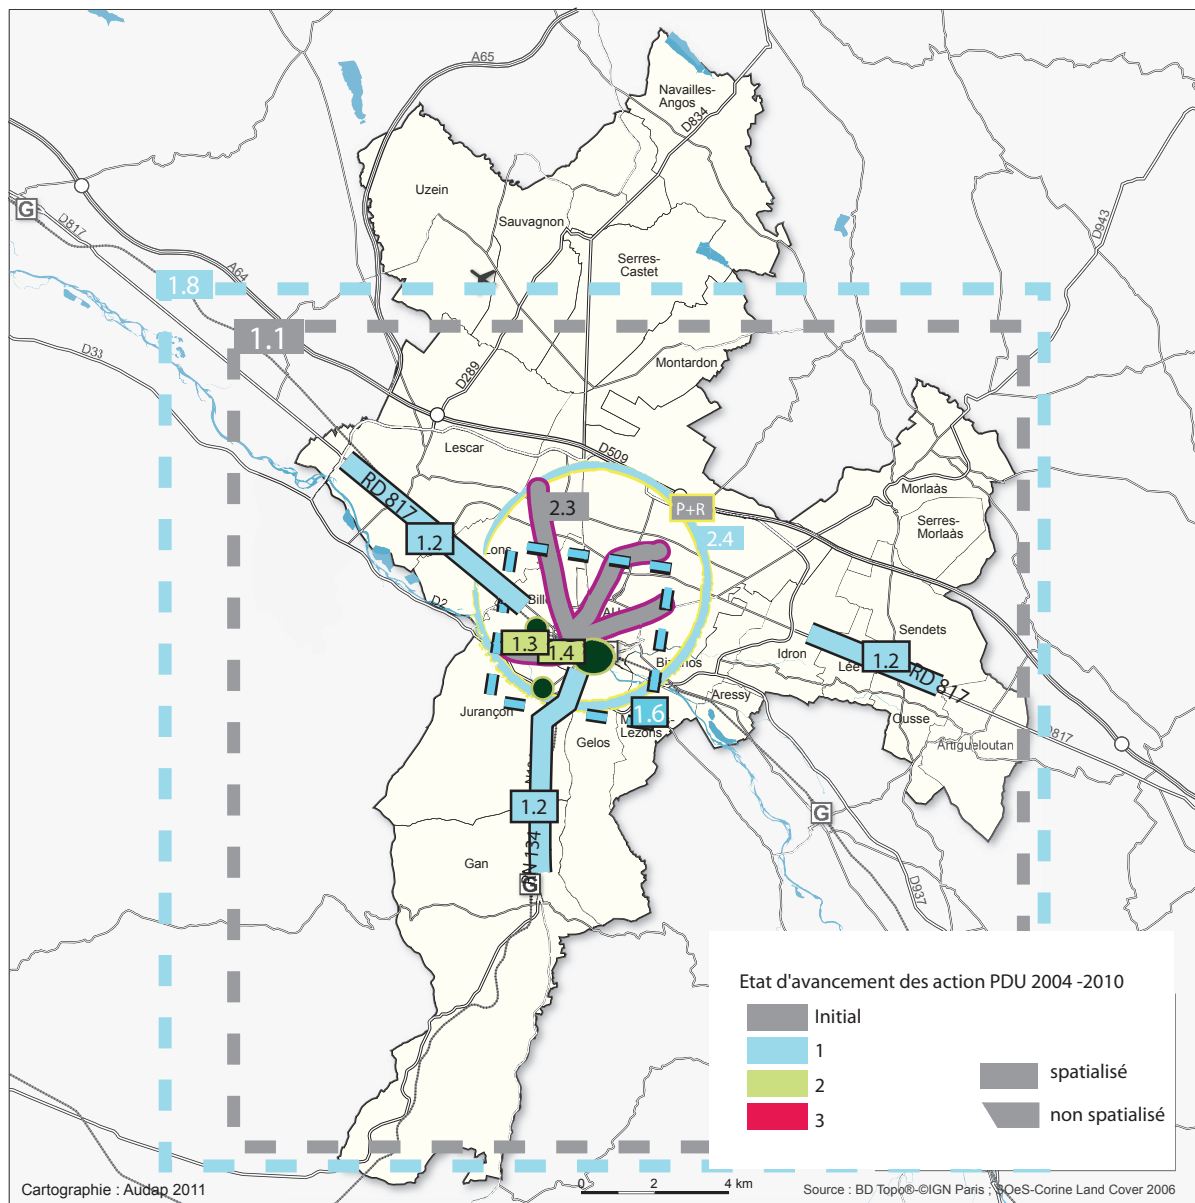 A65
Navailles-
Angos
D834
Uzein
Sauvagnon
G
D817
A64
D943
Serres-
Castet
1.8
1.1
D33
D289
Montardon
Lescar
D509
RD 817
2.3
P+R
2.4
1.2
Morlaàs
Serres-
Morlaàs
D2
1.3
1.4
Idron
Lée
1.2
Sendets
RD 817
Aressy
Jurançon
1.6
Lezons
Gelos
Ousse
Artigueloutan
D817
1.2
G
Gan
RN 134
G
D937
Etat d'avancement des action PDU 2004 -2010
Initial
1
2
3
spatialisé
non spatialisé
Cartographie : Audap 2011
0 2 4 km
Source : BD Topo®-©IGN Paris ; SOeS-Corine Land Cover 2006